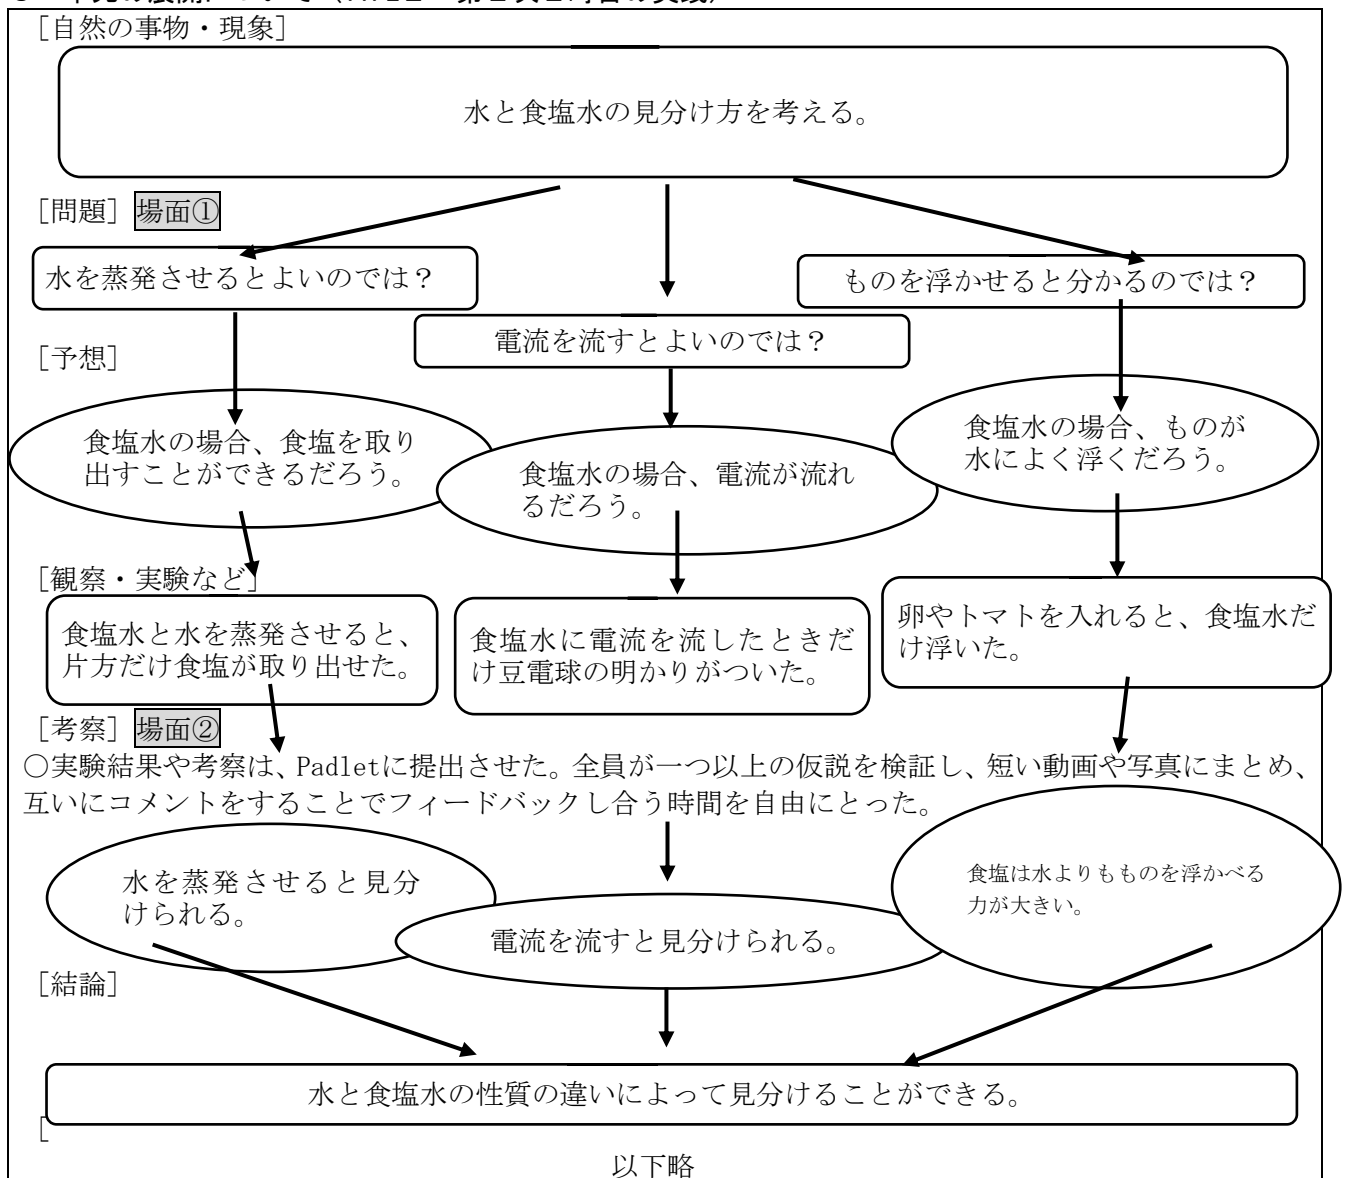 [自然の事物・現象]
水と食塩水の見分け方を考える。
[問題] 場面①
水を蒸発させるとよいのでは？
ものを浮かせると分かるのでは？
電流を流すとよいのでは？
[予想]
食塩水の場合、食塩を取り
出すことができるだろう。
食塩水の場合、電流が流れ
るだろう。
食塩水の場合、ものが
水によく浮くだろう。
[観察・実験など]
食塩水と水を蒸発させると、
片方だけ食塩が取り出せた。
食塩水に電流を流したときだ
け豆電球の明かりがついた。
卵やトマトを入れると、食塩水だ
け浮いた。
[考察] 場面②
○実験結果や考察は、Padletに提出させた。全員が一つ以上の仮説を検証し、短い動画や写真にまとめ、
互いにコメントをすることでフィードバックし合う時間を自由にとった。
水を蒸発させると見分
けられる。
電流を流すと見分けられる。
食塩は水よりもものを浮かべる
力が大きい。
[結論]
水と食塩水の性質の違いによって見分けることができる。
[
以下略